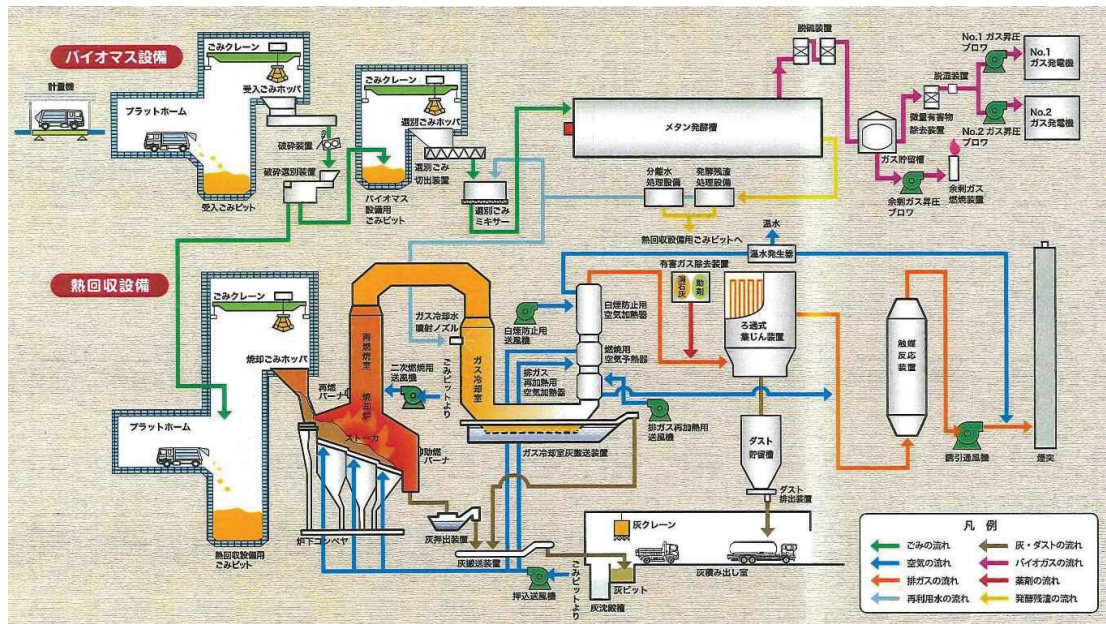 バイオマス設備
計量機
プラットホーム
ごみクレーン
受入ごみホッパ
破砕装置
破砕選別装置
受入ごみピット
ごみクレーン
選別ごみホッパ
選別ごみ
切出装置
バイオマス
設備用
ごみピット
選別ごみ
ミキサー
メタン発酵槽
脱硫装置
分離水
処理設備
発酵残渣
処理設備
熱回収設備用ごみピットへ
ガス貯留槽
微量有害物
除去装置
脱湿装置
No.1 ガス昇圧
ブロワ
No.1
ガス発電機
No.2 ガス昇圧
ブロワ
No.2
ガス発電機
余剰ガス昇圧
ブロワ
余剰ガス
燃焼装置
熱回収設備
ごみクレーン
焼却ごみホッパ
プラットホーム
熱回収設備用
ごみピット
再燃焼室
再燃
バーナ
焼却炉
ストーカ
助燃
バーナ
炉下コンベヤ
二次燃焼用
送風機
ごみピットより
ガス冷却水
噴射ノズル
ガス冷却室
ガス冷却室灰搬送装置
白煙防止用
送風機
白煙防止用
空気加熱器
燃焼用
空気予熱器
排ガス
再加熱用
空気加熱器
排ガス再加熱用
送風機
有害ガス除去装置
消石灰
助剤
ろ過式
集じん装置
温水
温水発生器
触媒
反応
装置
誘引通風機
煙突
ダスト
貯留槽
ダスト
排出装置
灰押出装置
灰搬送装置
押込送風機
ごみピットより
灰クレーン
灰ピット
灰沈殿槽
灰積み出し室
凡 例
ごみの流れ
空気の流れ
排ガスの流れ
再利用水の流れ
灰・ダストの流れ
バイオガスの流れ
薬剤の流れ
発酵残渣の流れ